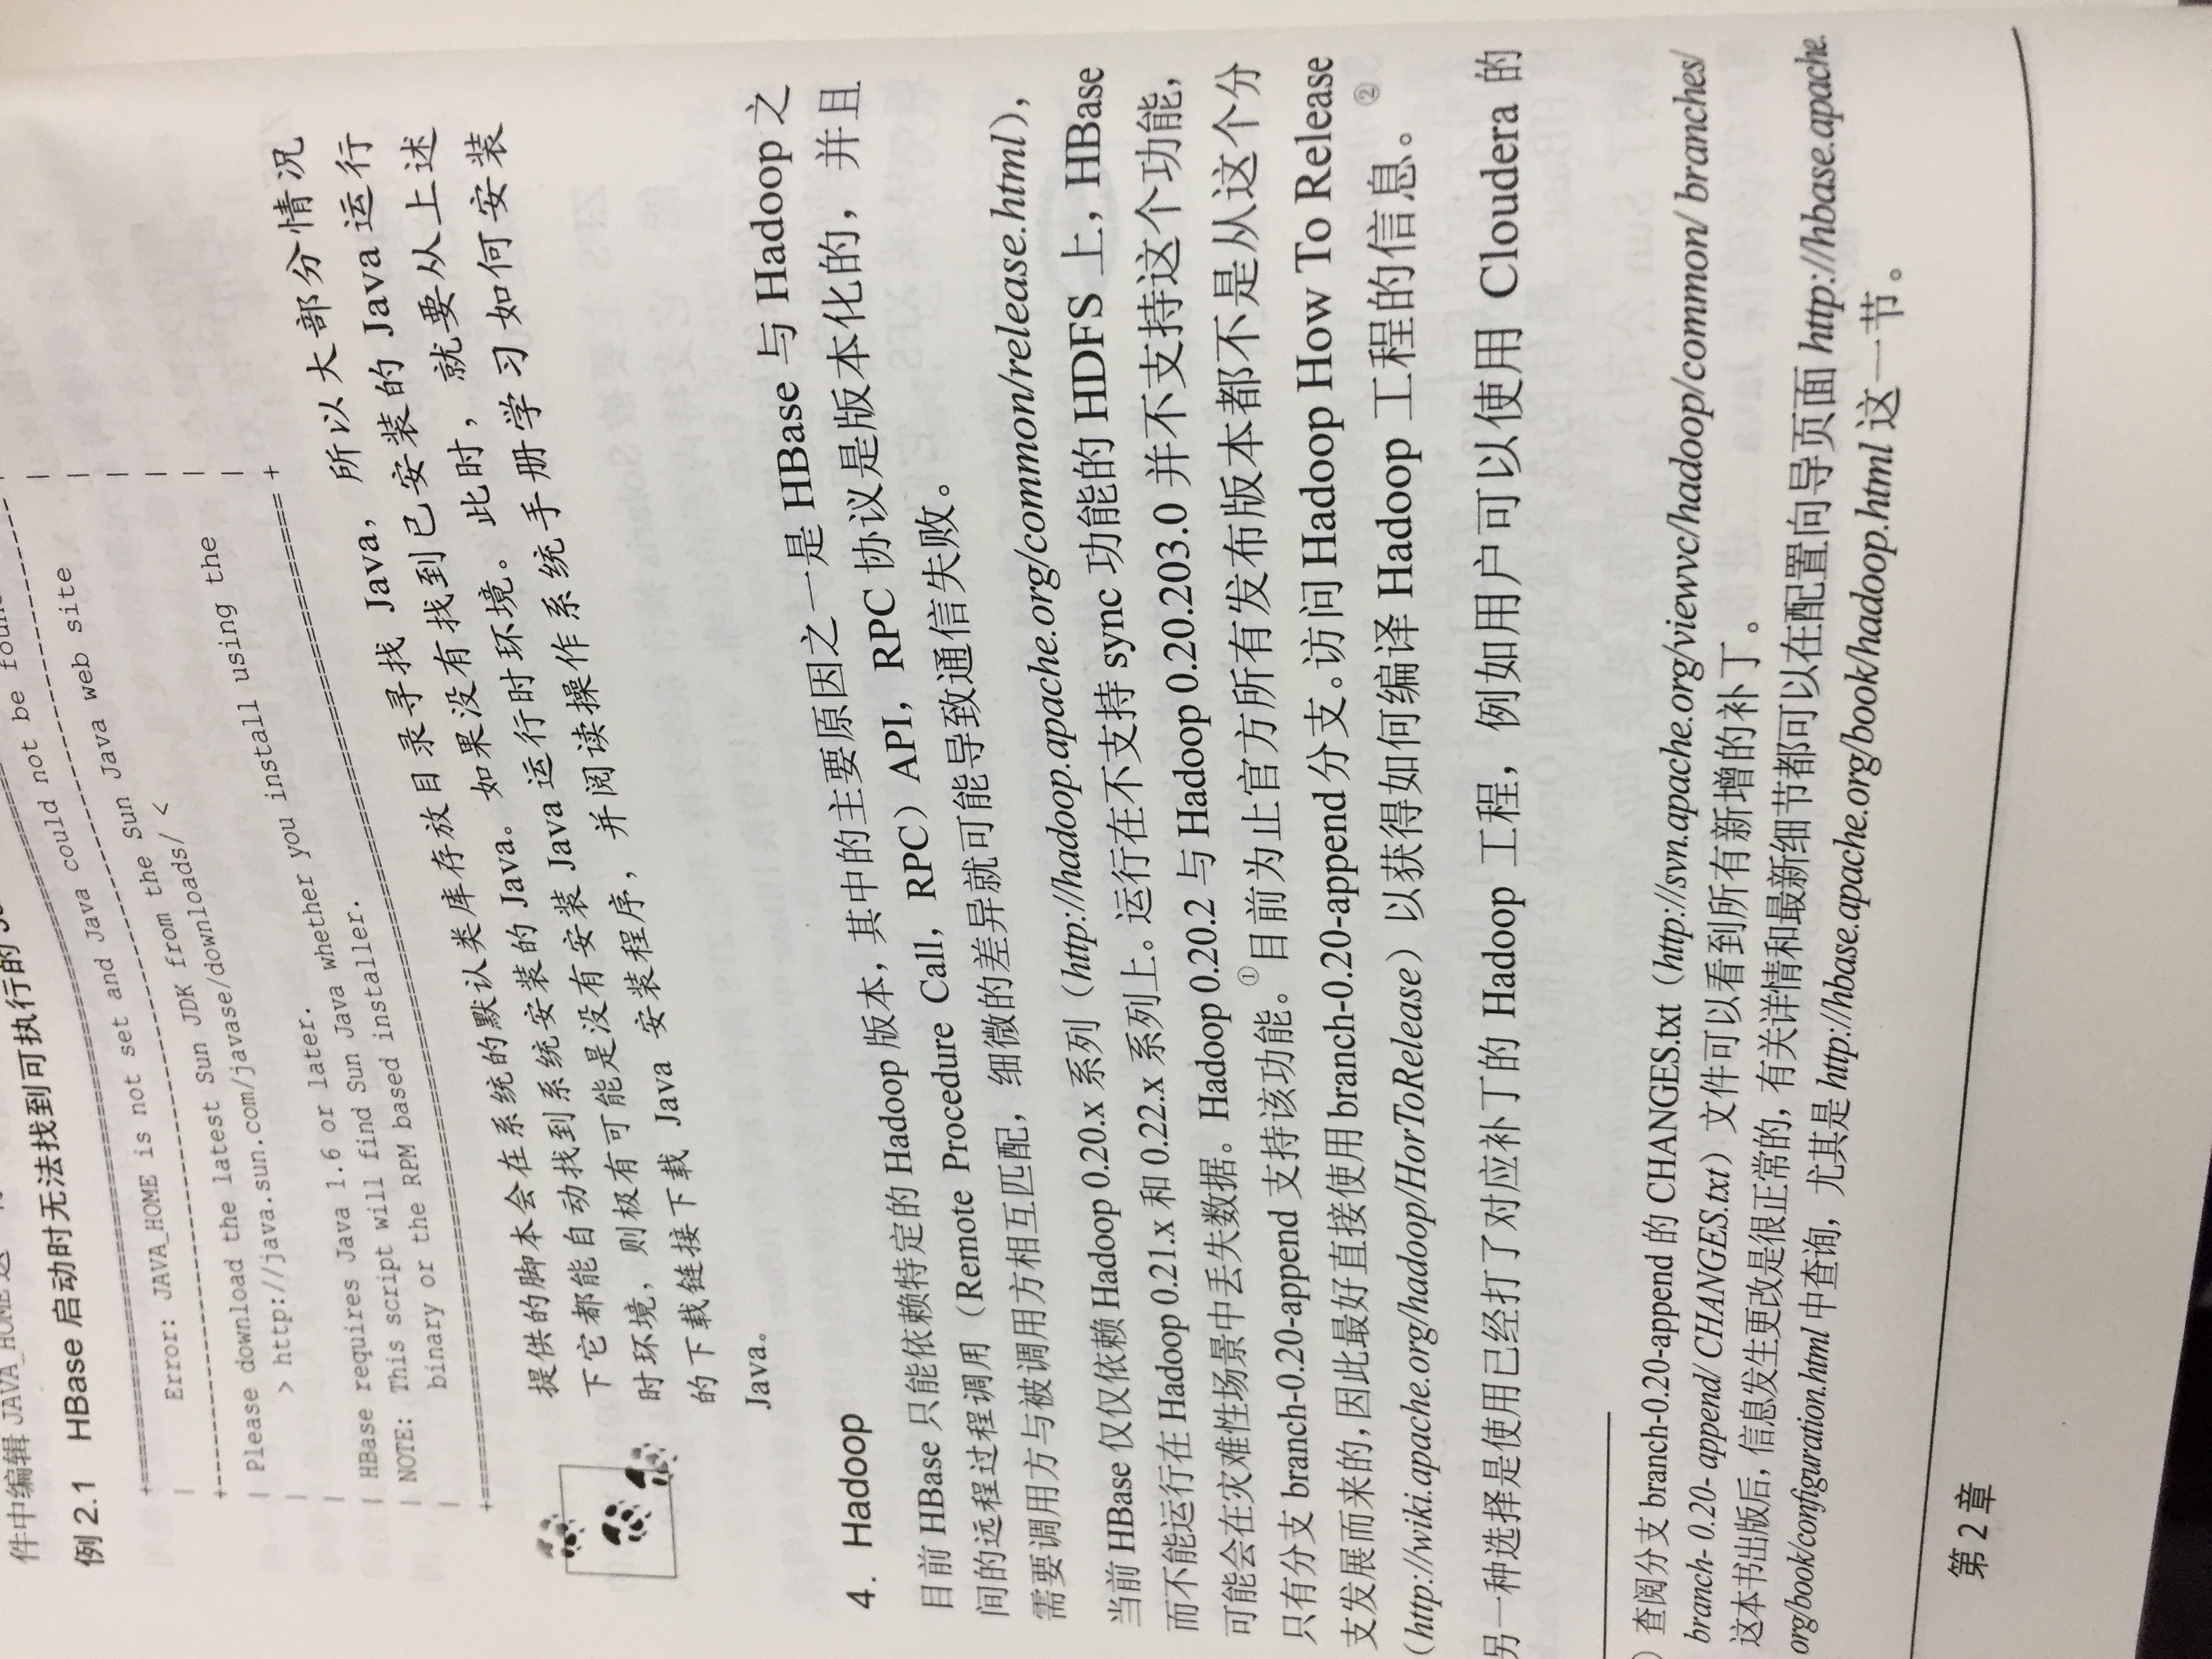 件中编辑 JAVA_HOME
例 2.1 HBase 启动时无法找到可执行的
+======================================
| Error: JAVA_HOME is not set and Java could not be
+--------------------------------------
| Please download the latest Sun JDK from the Sun Java web site |
| > http://java.sun.com/javase/downloads/ < |
| |
| HBase requires Java 1.6 or later. |
| NOTE: This script will find Sun Java whether you install using the |
| binary or the RPM based installer. |
+======================================+
提供的脚本会在系统的默认类库存放目录寻找 Java，所以大部分情况
下它都能自动找到系统安装的 Java。如果没有找到已安装的 Java 运行
时环境，则极有可能是没有安装 Java 运行时环境。此时，就要从上述
的下载链接下载 Java 安装程序，并阅读操作系统手册学习如何安装
Java。
4．Hadoop
目前 HBase 只能依赖特定的 Hadoop 版本，其中的主要原因之一是 HBase 与 Hadoop 之
间的远程过程调用（Remote Procedure Call，RPC）API，RPC 协议是版本化的，并且
需要调用方与被调用方相互匹配，细微的差异就可能导致通信失败。
当前 HBase 仅仅依赖 Hadoop 0.20.x 系列（http://hadoop.apache.org/common/release.html），
而不能运行在 Hadoop 0.21.x 和 0.22.x 系列上。运行在不支持 sync 功能的 HDFS 上，HBase
可能会在灾难性场景中丢失数据。Hadoop 0.20.2 与 Hadoop 0.20.203.0 并不支持这个功能，
只有分支 branch-0.20-append 支持该功能。①目前为止官方所有发布版本都不是从这个分
支发展而来的，因此最好直接使用 branch-0.20-append 分支。访问 Hadoop How To Release
（http://wiki.apache.org/hadoop/HorToRelease）以获得如何编译 Hadoop 工程的信息。②
另一种选择是使用已经打了对应补丁的 Hadoop 工程，例如用户可以使用 Cloudera 的
查阅分支 branch-0.20-append 的 CHANGES.txt（http://svn.apache.org/viewvc/hadoop/common/ branches/
branch- 0.20- append/ CHANGES.txt）文件可以看到所有新增的补丁。
这本书出版后，信息发生更改是很正常的，有关详情和最新细节都可以在配置向导页面 http://hbase.apache.
org/book/configuration.html 中查询，尤其是 http://hbase.apache.org/book/hadoop.html 这一节。
第 2 章